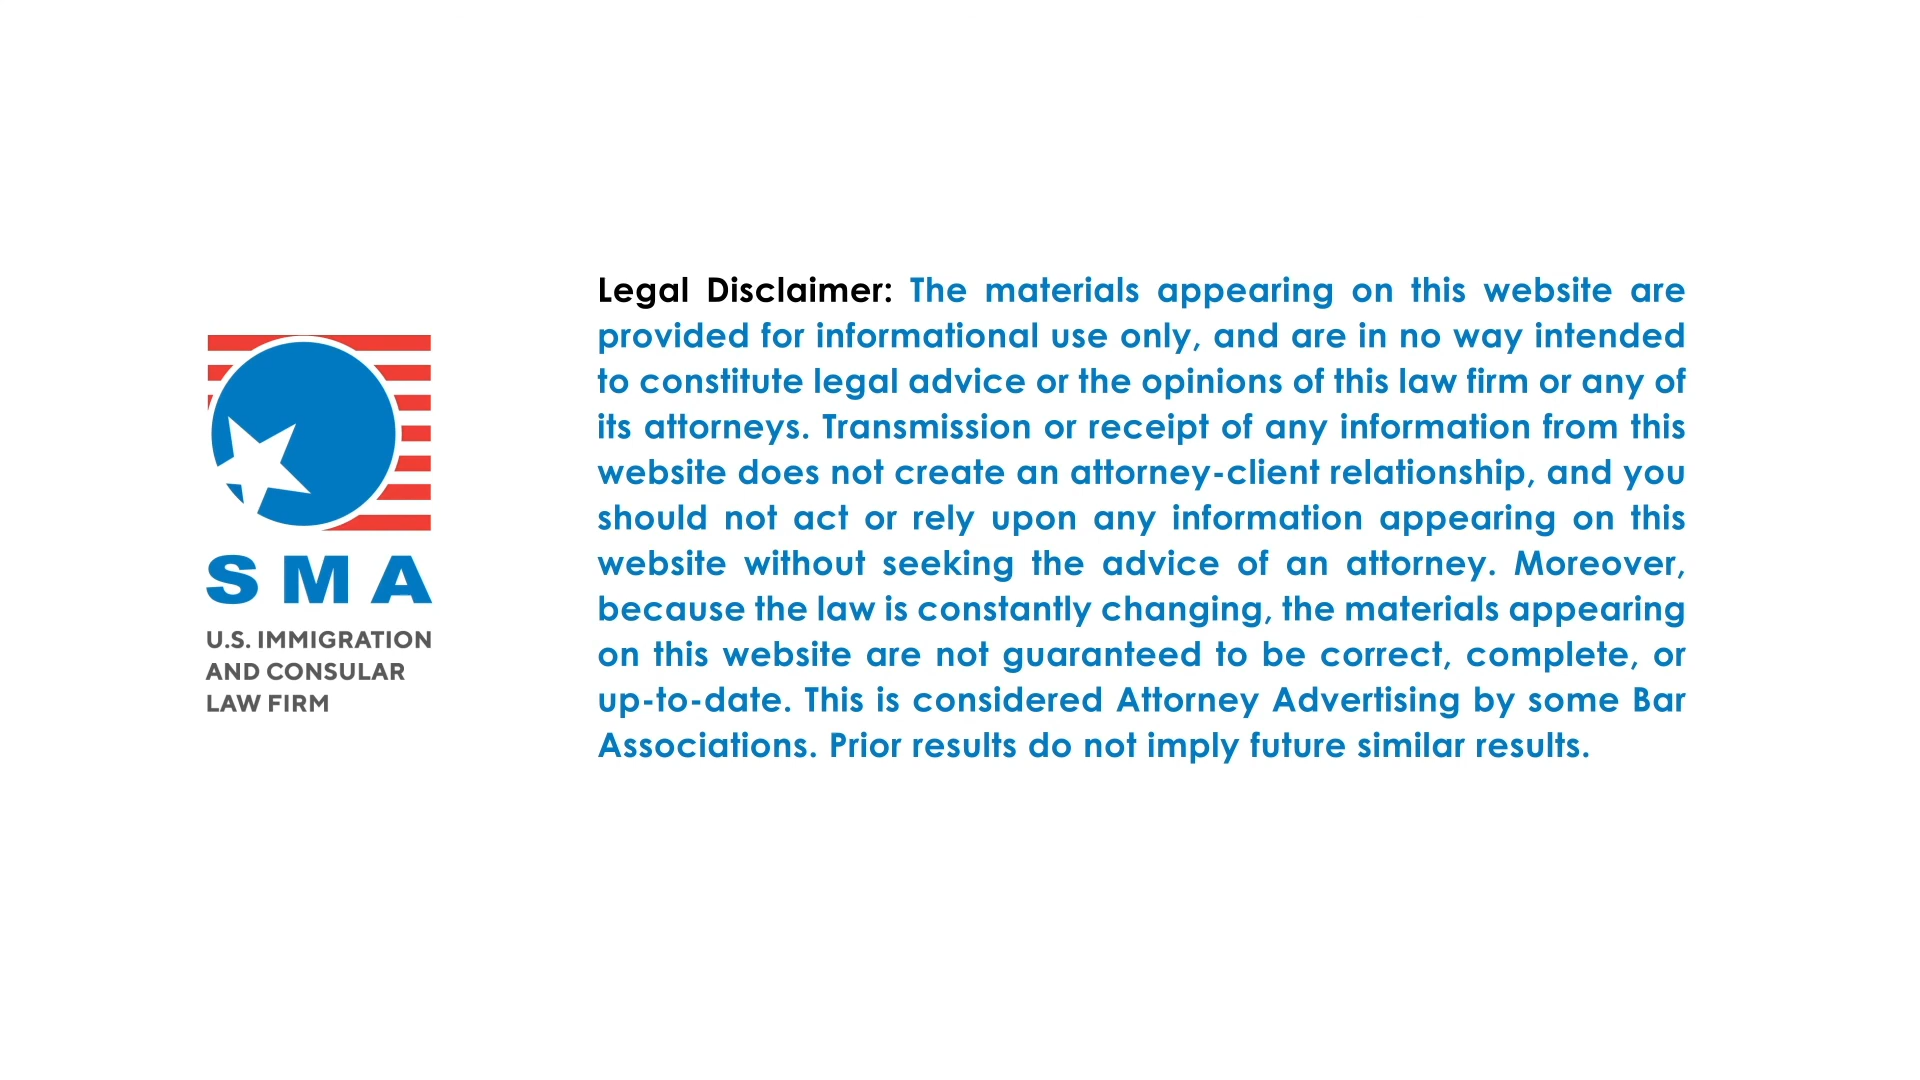 SMA
U.S. IMMIGRATION
AND CONSULAR
LAW FIRM
Legal Disclaimer: The materials appearing on this website are
provided for informational use only, and are in no way intended
to constitute legal advice or the opinions of this law firm or any of
its attorneys. Transmission or receipt of any information from this
website does not create an attorney-client relationship, and you
should not act or rely upon any information appearing on this
website without seeking the advice of an attorney. Moreover,
because the law is constantly changing, the materials appearing
on this website are not guaranteed to be correct, complete, or
up-to-date. This is considered Attorney Advertising by some Bar
Associations. Prior results do not imply future similar results.